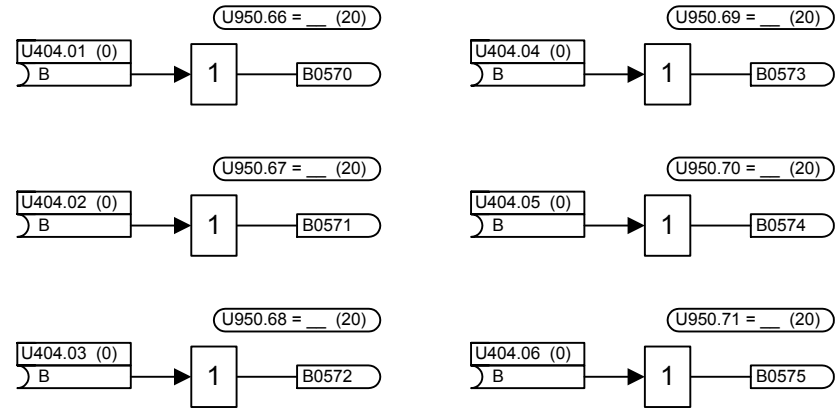 U950.66 = __ (20)
U404.01 (0)
B
1
B0570
U950.67 = __ (20)
U404.02 (0)
B
1
B0571
U950.68 = __ (20)
U404.03 (0)
B
1
B0572
U950.69 = __ (20)
U404.04 (0)
B
1
B0573
U950.70 = __ (20)
U404.05 (0)
B
1
B0574
U950.71 = __ (20)
U404.06 (0)
B
1
B0575